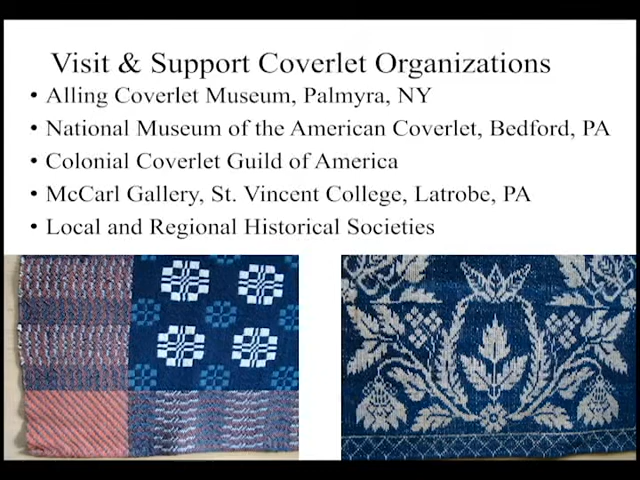 Visit & Support Coverlet Organizations
• Alling Coverlet Museum, Palmyra, NY
• National Museum of the American Coverlet, Bedford, PA
• Colonial Coverlet Guild of America
• McCarl Gallery, St. Vincent College, Latrobe, PA
• Local and Regional Historical Societies